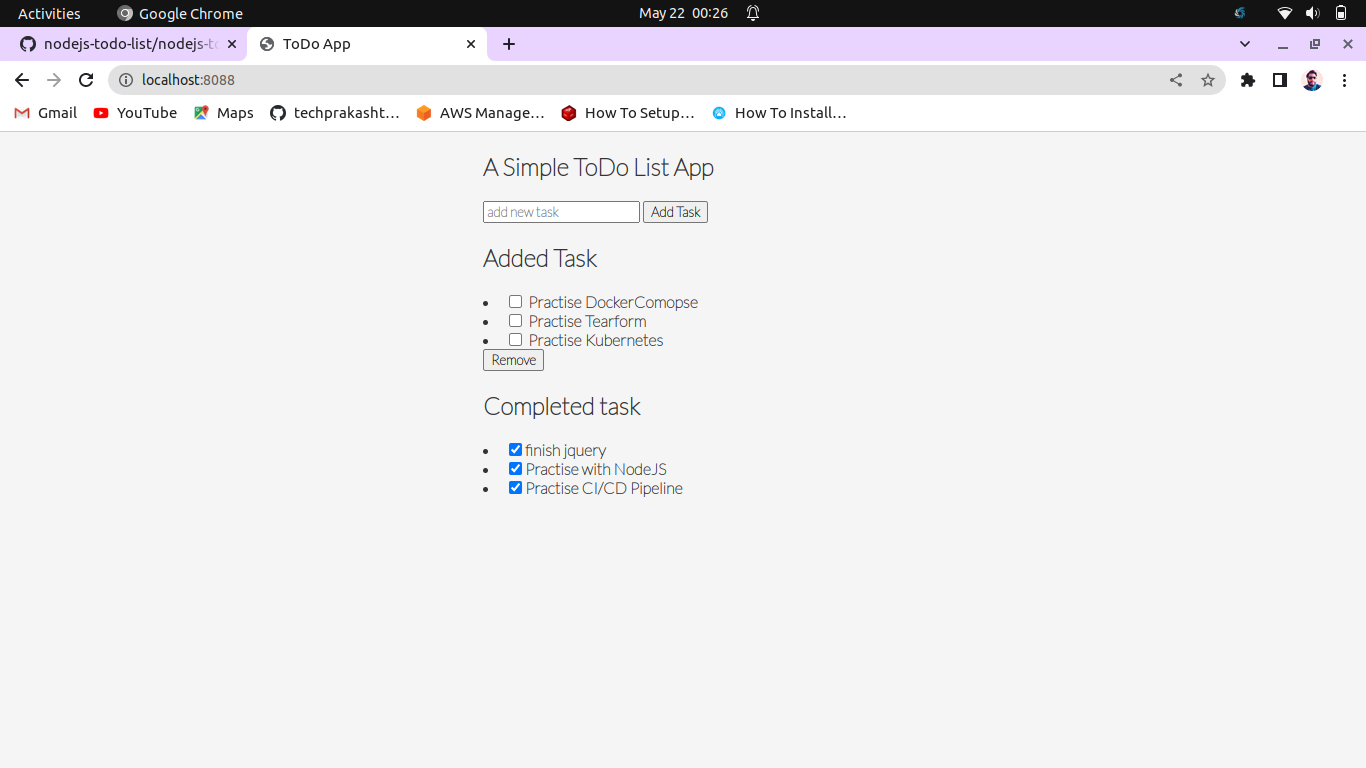 Activities Google Chrome May 22 00:26
nodejs-todo-list/nodejs-to ToDo App
localhost:8088
Gmail YouTube Maps techprakasht... AWS Manage... How To Setup... How To Install...
A Simple ToDo List App
add new task Add Task
Added Task
Practise DockerComopse
Practise Tearform
Practise Kubernetes
Remove
Completed task
finish jquery
Practise with NodeJS
Practise CI/CD Pipeline